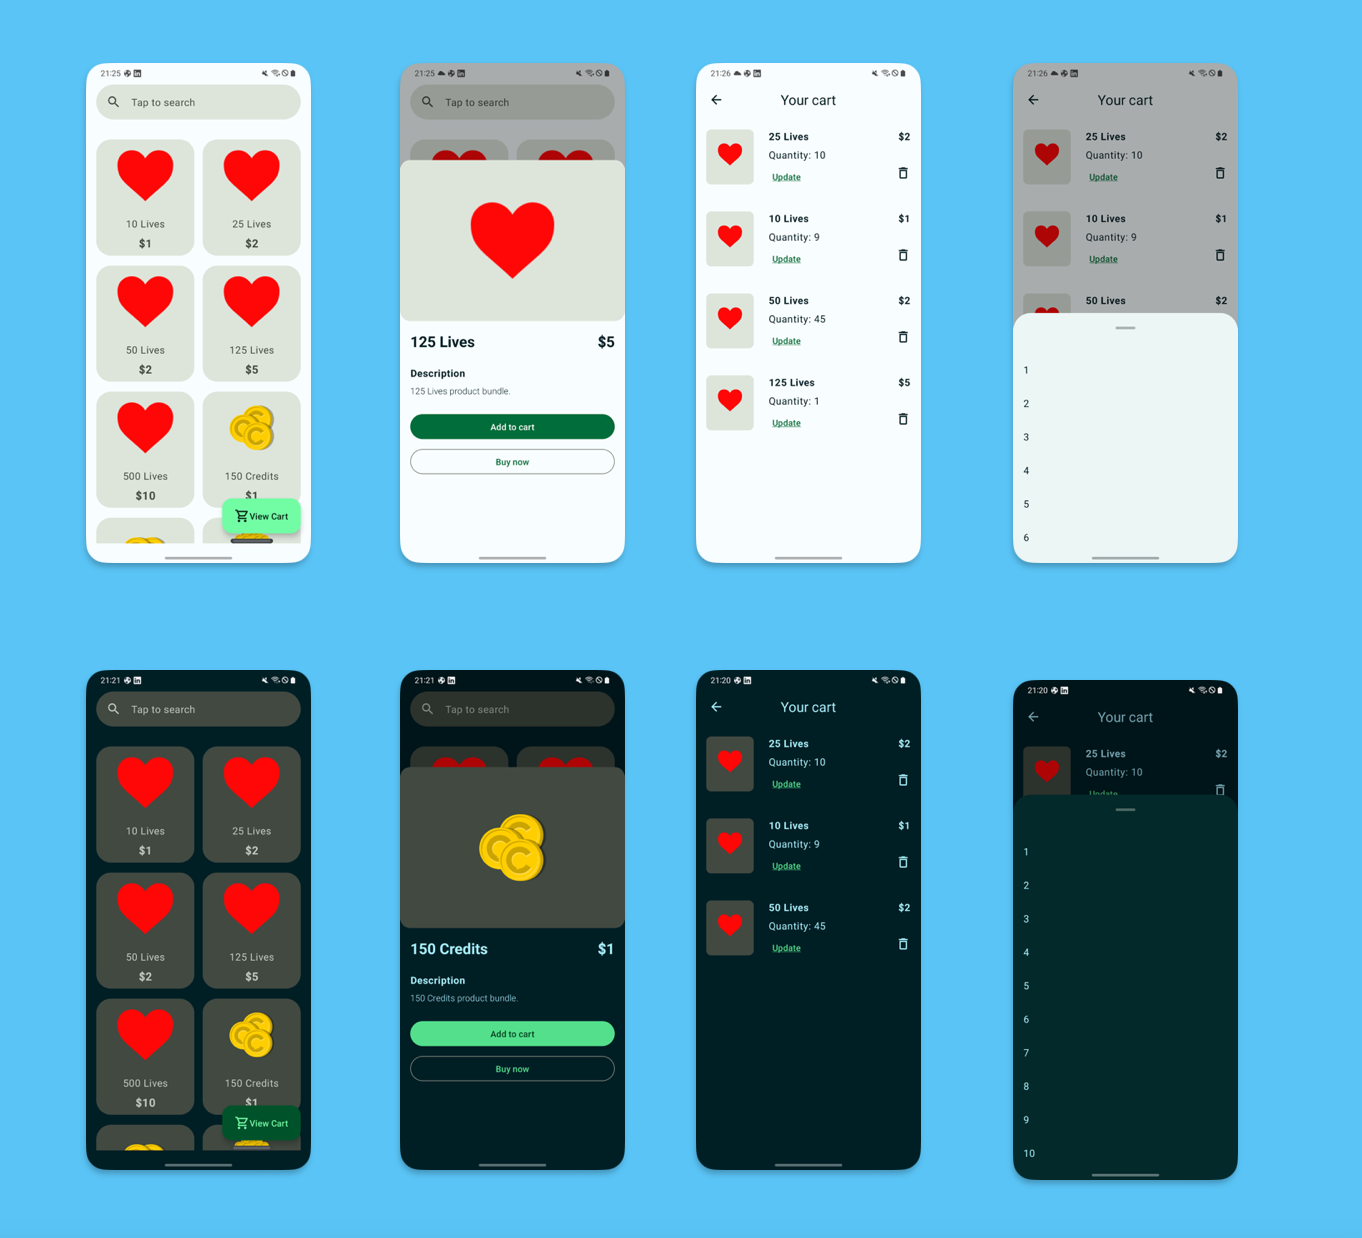 21:25
Tap to search
10 Lives
$1
25 Lives
$2
50 Lives
$2
125 Lives
$5
500 Lives
$10
150 Credits
$1
View Cart
21:25
Tap to search
125 Lives $5
Description
125 Lives product bundle.
Add to cart
Buy now
21:26
Your cart
25 Lives $2
Quantity: 10
Update
10 Lives $1
Quantity: 9
Update
50 Lives $2
Quantity: 45
Update
125 Lives $5
Quantity: 1
Update
21:26
Your cart
25 Lives $2
Quantity: 10
Update
10 Lives $1
Quantity: 9
Update
50 Lives $2
1
2
3
4
5
6
21:21
Tap to search
10 Lives
$1
25 Lives
$2
50 Lives
$2
125 Lives
$5
500 Lives
$10
150 Credits
$1
View Cart
21:21
Tap to search
150 Credits $1
Description
150 Credits product bundle.
Add to cart
Buy now
21:20
Your cart
25 Lives $2
Quantity: 10
Update
10 Lives $1
Quantity: 9
Update
50 Lives $2
Quantity: 45
Update
21:20
Your cart
25 Lives $2
Quantity: 10
Update
1
2
3
4
5
6
7
8
9
10